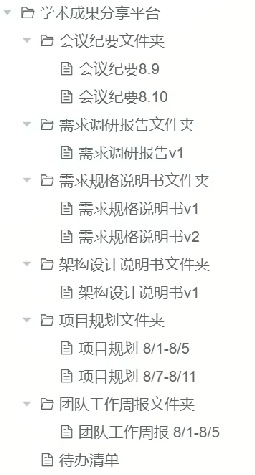 学术成果分享平台
会议纪要文件夹
会议纪要8.9
会议纪要8.10
需求调研报告文件夹
需求调研报告v1
需求规格说明书文件夹
需求规格说明书v1
需求规格说明书v2
架构设计说明书文件夹
架构设计说明书v1
项目规划文件夹
项目规划 8/1-8/5
项目规划 8/7-8/11
团队工作周报文件夹
团队工作周报 8/1-8/5
待办清单